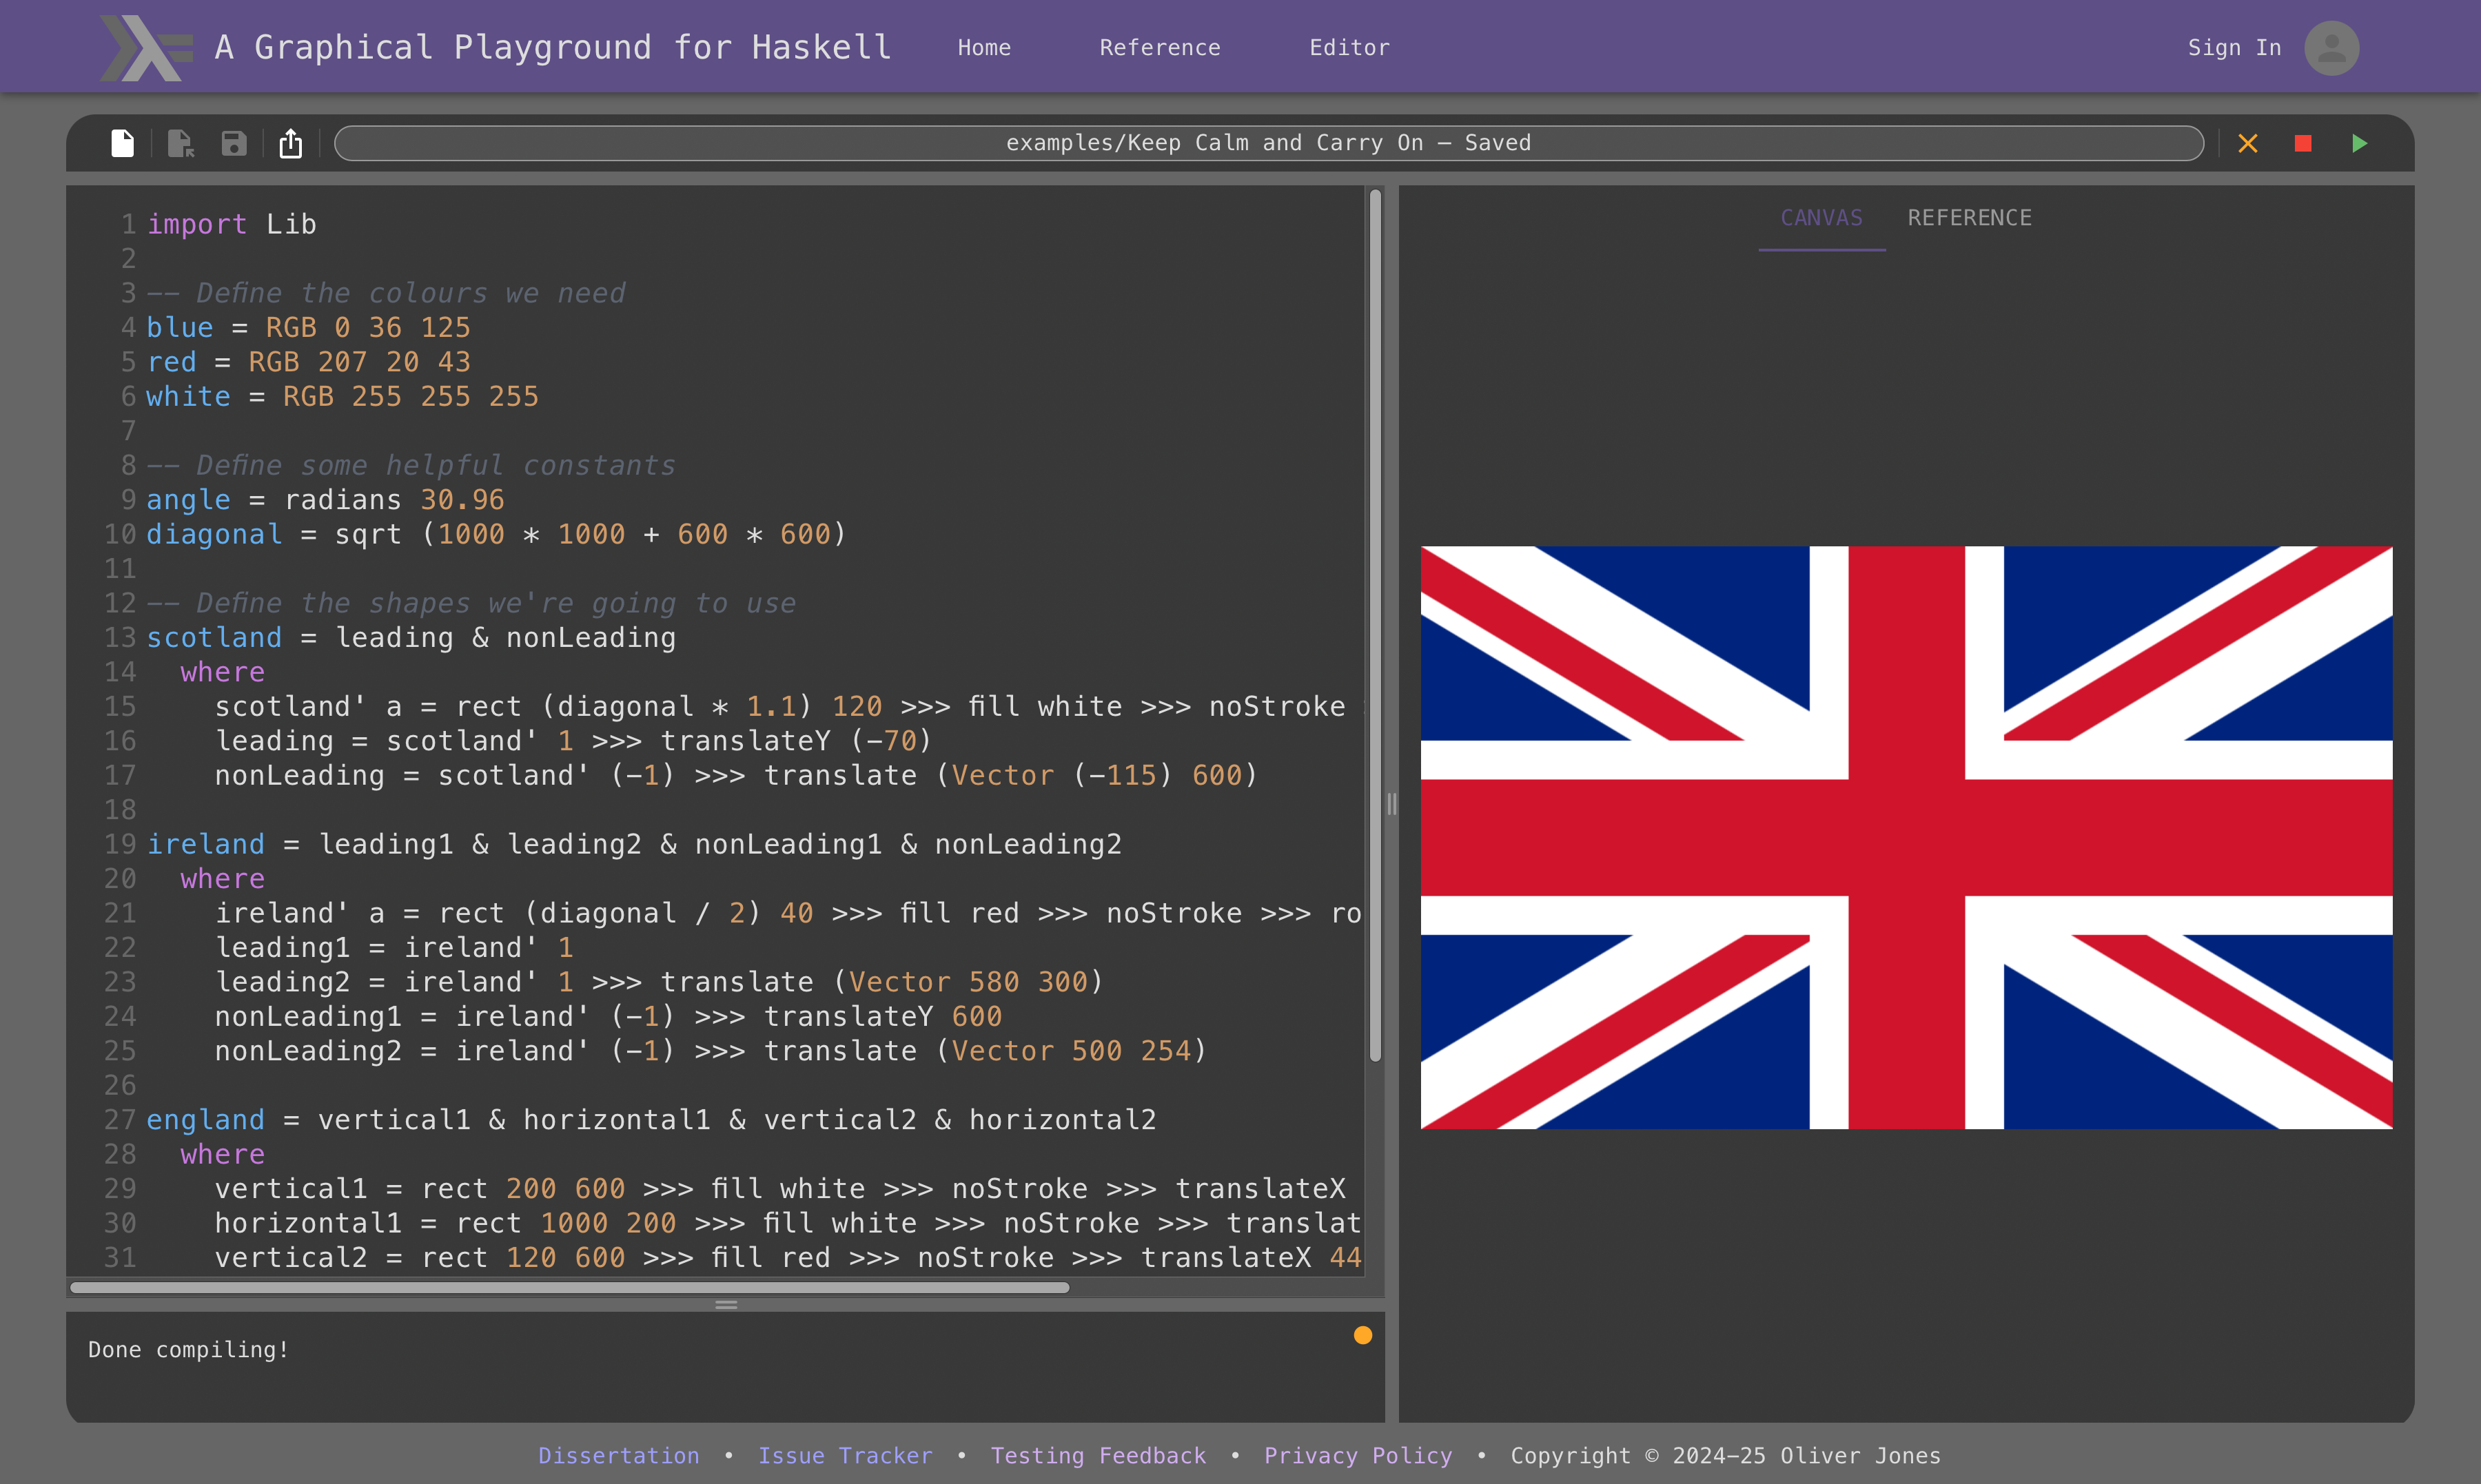 A Graphical Playground for Haskell Home Reference Editor Sign In
examples/Keep Calm and Carry On — Saved
CANVAS REFERENCE
1 import Lib
2
3 -- Define the colours we need
4 blue = RGB 0 36 125
5 red = RGB 207 20 43
6 white = RGB 255 255 255
7
8 -- Define some helpful constants
9 angle = radians 30.96
10 diagonal = sqrt (1000 * 1000 + 600 * 600)
11
12 -- Define the shapes we're going to use
13 scotland = leading & nonLeading
14 where
15 scotland' a = rect (diagonal * 1.1) 120 >>> fill white >>> noStroke
16 leading = scotland' 1 >>> translateY (-70)
17 nonLeading = scotland' (-1) >>> translate (Vector (-115) 600)
18
19 ireland = leading1 & leading2 & nonLeading1 & nonLeading2
20 where
21 ireland' a = rect (diagonal / 2) 40 >>> fill red >>> noStroke >>> ro
22 leading1 = ireland' 1
23 leading2 = ireland' 1 >>> translate (Vector 580 300)
24 nonLeading1 = ireland' (-1) >>> translateY 600
25 nonLeading2 = ireland' (-1) >>> translate (Vector 500 254)
26
27 england = vertical1 & horizontal1 & vertical2 & horizontal2
28 where
29 vertical1 = rect 200 600 >>> fill white >>> noStroke >>> translateX
30 horizontal1 = rect 1000 200 >>> fill white >>> noStroke >>> translat
31 vertical2 = rect 120 600 >>> fill red >>> noStroke >>> translateX 44
Done compiling!
Dissertation • Issue Tracker • Testing Feedback • Privacy Policy • Copyright © 2024–25 Oliver Jones